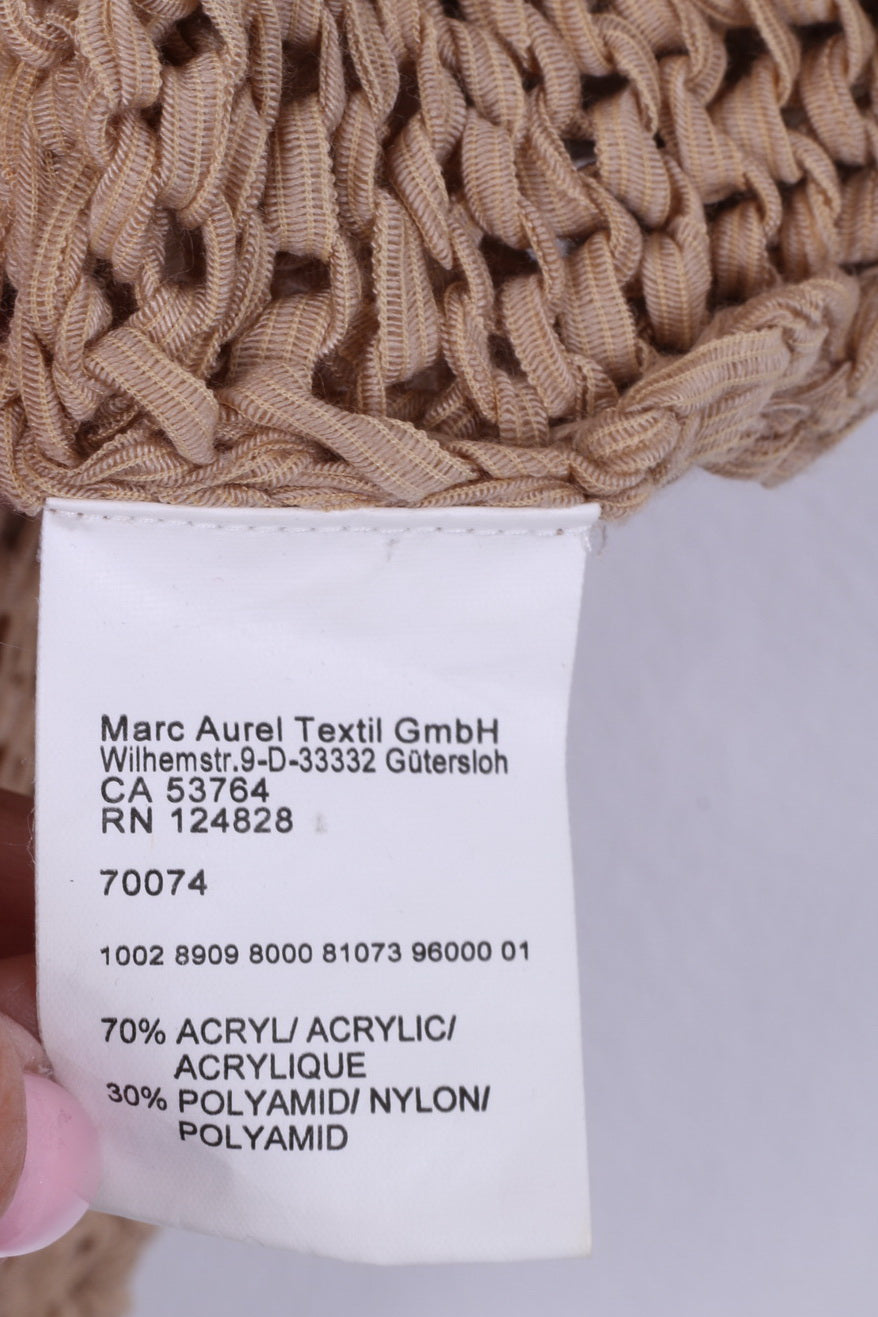 Marc Aurel Textil GmbH
Wilhemstr.9-D-33332 Gütersloh
CA 53764
RN 124828
70074
1002 8909 8000 81073 96000 01
70% ACRYL/ ACRYLIC/
ACRYLIQUE
30% POLYAMID/ NYLON/
POLYAMID